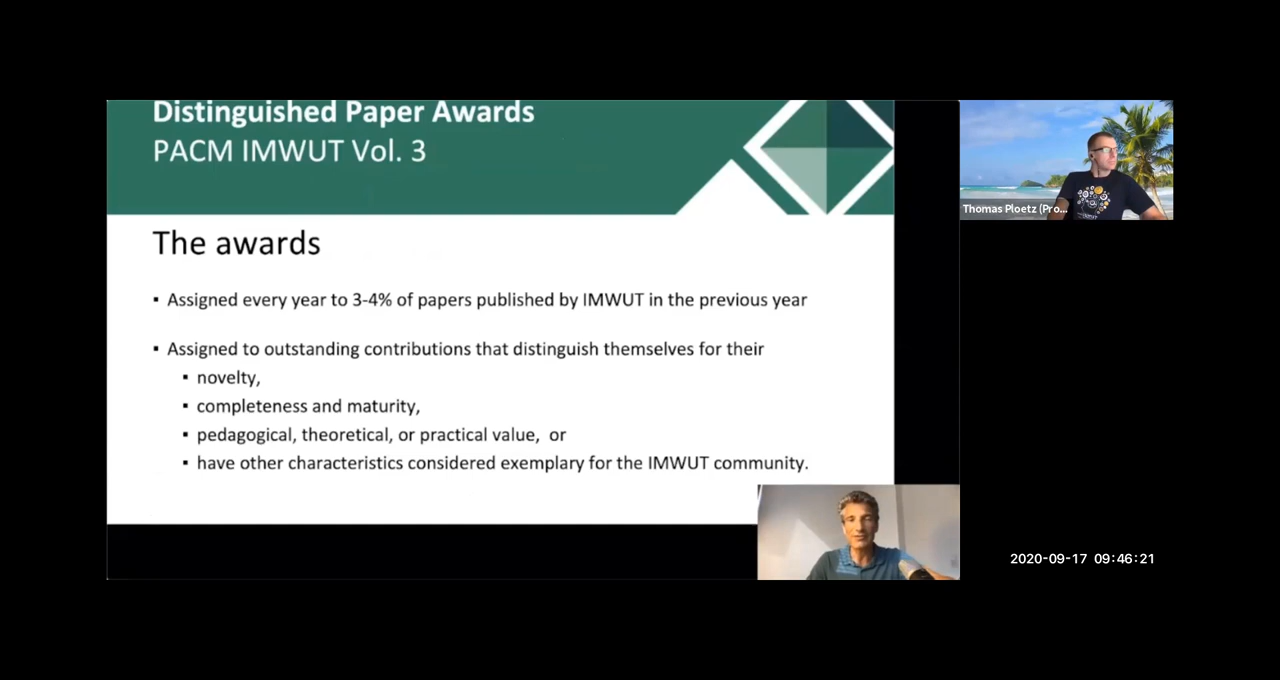 Distinguished Paper Awards
PACM IMWUT Vol. 3
The awards
▪ Assigned every year to 3-4% of papers published by IMWUT in the previous year
▪ Assigned to outstanding contributions that distinguish themselves for their
▪ novelty,
▪ completeness and maturity,
▪ pedagogical, theoretical, or practical value, or
▪ have other characteristics considered exemplary for the IMWUT community.
Thomas Ploetz (Pro...
2020-09-17 09:46:21